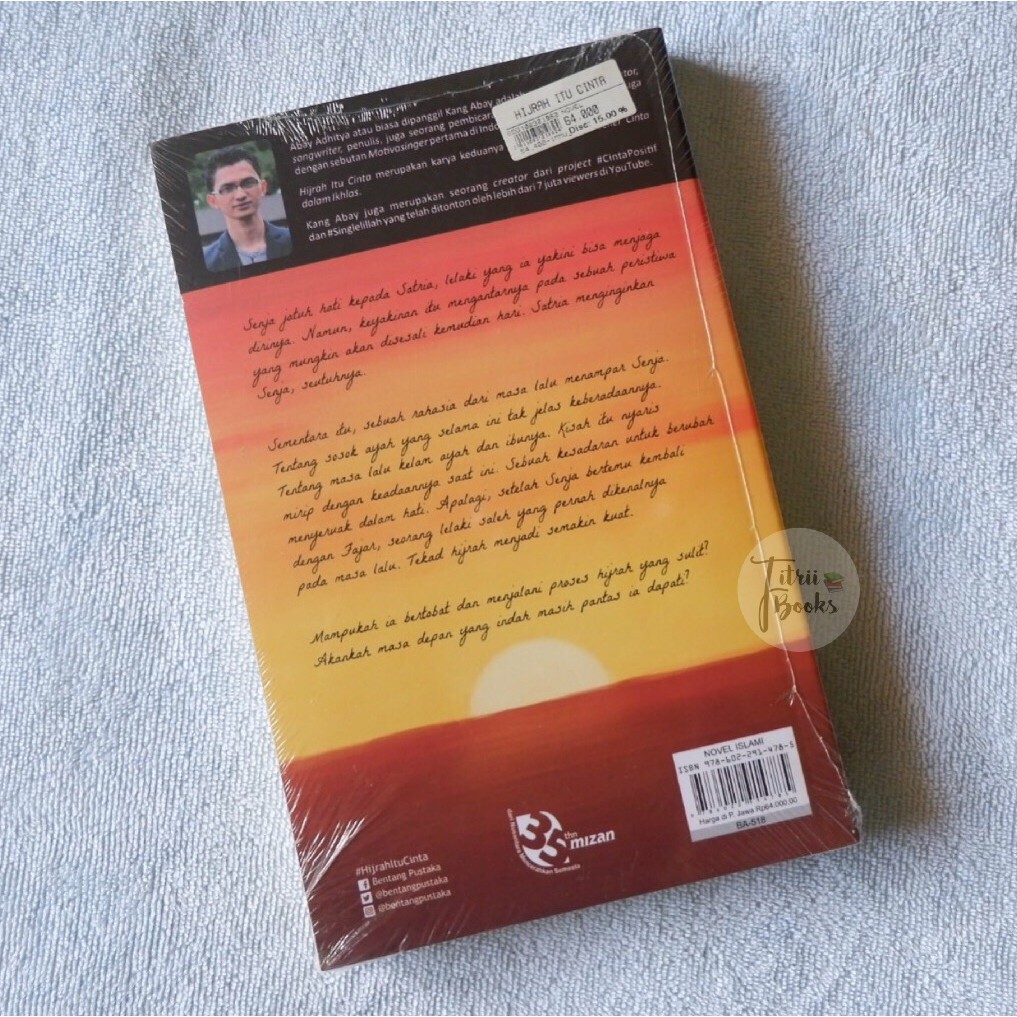 Abay Adhitya atau biasa dipanggil Kang Abay adalah
songwriter, penulis, juga seorang pembicara
dengan sebutan Motivasinger pertama di Indo
Hijrah Itu Cinta merupakan karya keduanya Cinta
dalam Ikhlas.
Kang Abay juga merupakan seorang creator dari project #CintaPositif
dan #Singlelillah yang telah ditonton oleh lebih dari 7 juta viewers di YouTube.
HIJRAH ITU CINTA
NOVEL
64.000
Disc: 15.00 %
Senja jatuh hati kepada Satria, lelaki yang ia yakini bisa menjaga
dirinya. Namun, keyakinan itu mengantarnya pada sebuah peristiwa
yang mungkin akan disesali kemudian hari. Satria menginginkan
Senja, seutuhnya.
Sementara itu, sebuah rahasia dari masa lalu menampar Senja.
Tentang sosok ayah yang selama ini tak jelas keberadaannya.
Tentang masa lalu kelam ayah dan ibunya. Kisah itu nyaris
mirip dengan keadaannya saat ini. Sebuah kesadaran untuk berubah
menyeruak dalam hati. Apalagi, setelah Senja bertemu kembali
dengan Fajar, seorang lelaki saleh yang pernah dikenalnya
pada masa lalu. Tekad hijrah menjadi semakin kuat.
Mampukah ia bertobat dan menjalani proses hijrah yang sulit?
Akankah masa depan yang indah masih pantas ia dapati?
Titrii
Books
NOVEL ISLAMI
ISBN 978-602-291-478-5
Harga di P. Jawa Rp64.000,00
BA-518
35 thn
mizan
#HijrahItuCinta
Bentang Pustaka
@bentangpustaka
@bentangpustaka